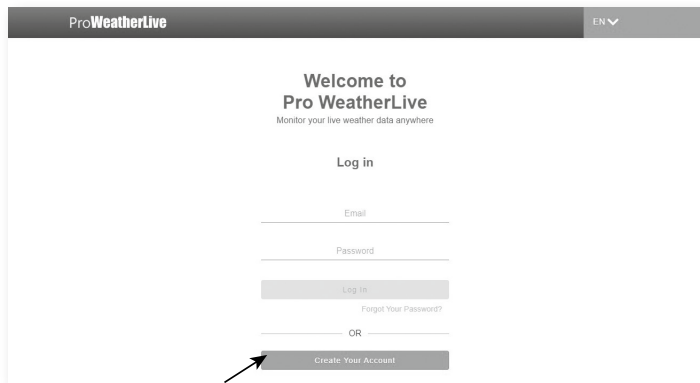 ProWeatherLive
EN
Welcome to
Pro WeatherLive
Monitor your live weather data anywhere
Log in
Email
Password
Log In
Forgot Your Password?
OR
Create Your Account